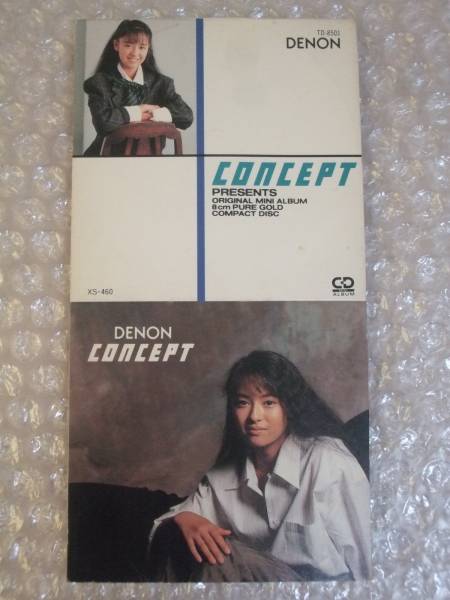 TD-8501
DENON
CONCEPT
PRESENTS
ORIGINAL MINI ALBUM
8cm PURE GOLD
COMPACT DISC
XS-460
CD
ALBUM
DENON
CONCEPT